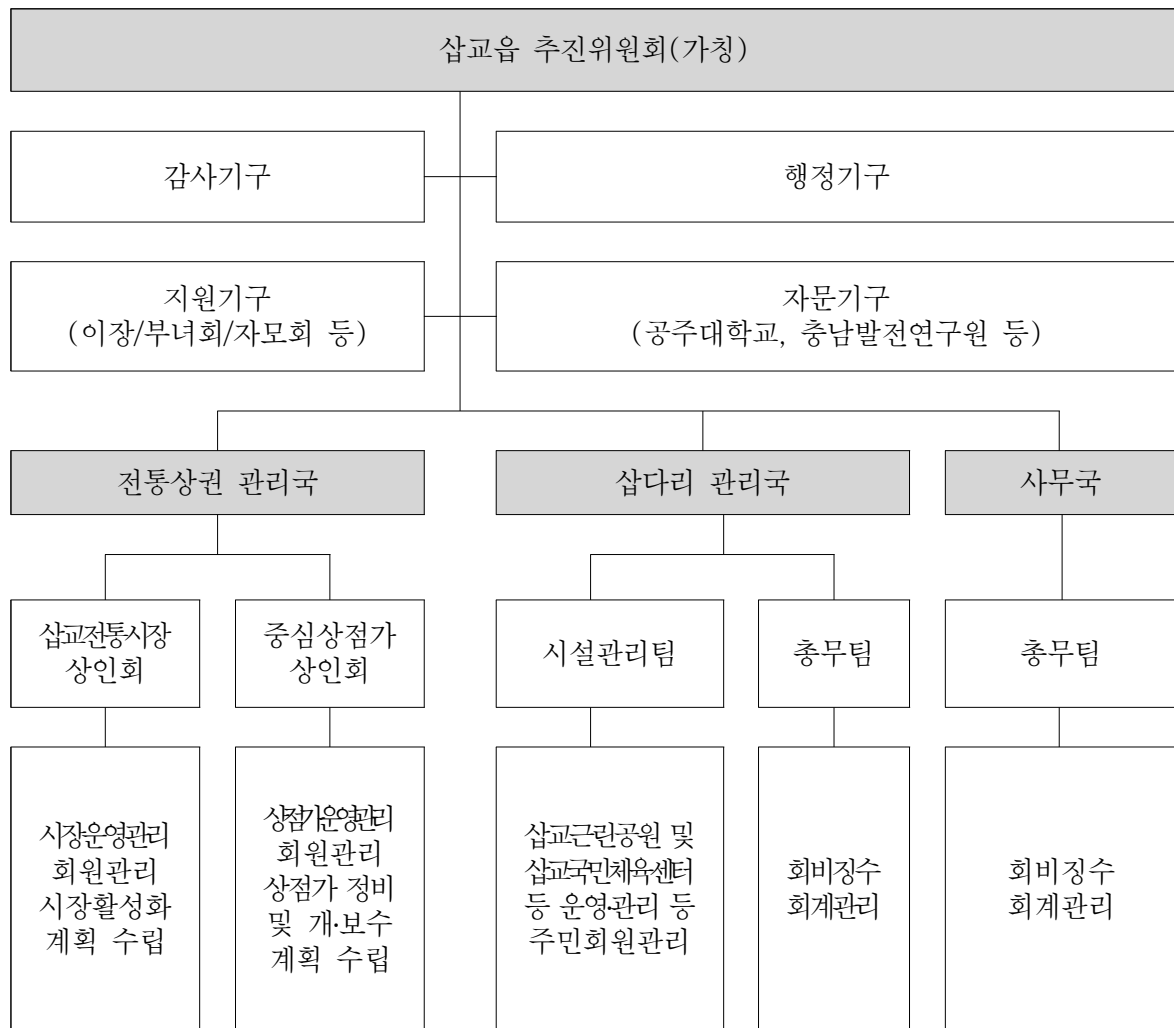 삽교읍 추진위원회(가칭)
감사기구
행정기구
지원기구
(이장/부녀회/자모회 등)
자문기구
(공주대학교, 충남발전연구원 등)
전통상권 관리국
삽다리 관리국
사무국
삽교전통시장
상인회
중심상점가
상인회
시설관리팀
총무팀
총무팀
시장운영관리
회원관리
시장활성화
계획 수립
상점가운영관리
회원관리
상점가 정비
및 개·보수
계획 수립
삽교근린공원 및
삽교국민체육센터
등 운영·관리 등
주민회원관리
회비징수
회계관리
회비징수
회계관리